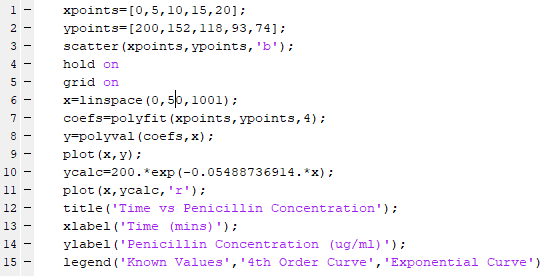 1 - xpoints=[0,5,10,15,20];
2 - ypoints=[200,152,118,93,74];
3 - scatter(xpoints,ypoints,'b');
4 - hold on
5 - grid on
6 - x=linspace(0,50,1001);
7 - coefs=polyfit(xpoints,ypoints,4);
8 - y=polyval(coefs,x);
9 - plot(x,y);
10 - ycalc=200.*exp(-0.05488736914.*x);
11 - plot(x,ycalc,'r');
12 - title('Time vs Penicillin Concentration');
13 - xlabel('Time (mins)');
14 - ylabel('Penicillin Concentration (ug/ml)');
15 - legend('Known Values','4th Order Curve','Exponential Curve')